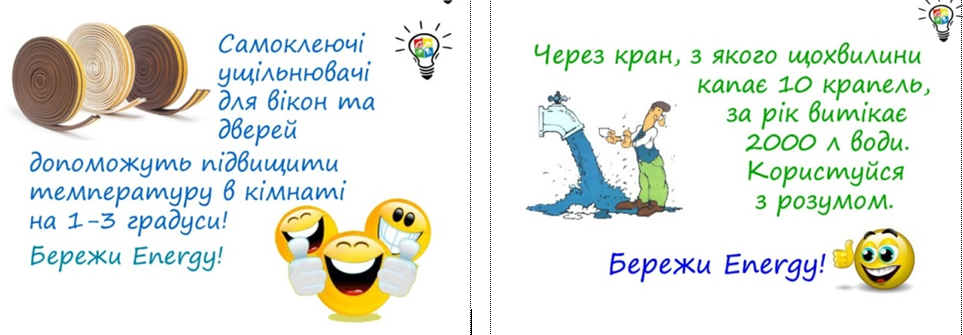 Самоклеючі
ущільнювачі
для вікон та
дверей
допоможуть підвищити
температуру в кімнаті
на 1-3 градуси!
Бережи Energy!
Через кран, з якого щохвилини
капає 10 крапель,
за рік витікає
2000 л води.
Користуйся
з розумом.
Бережи Energy!